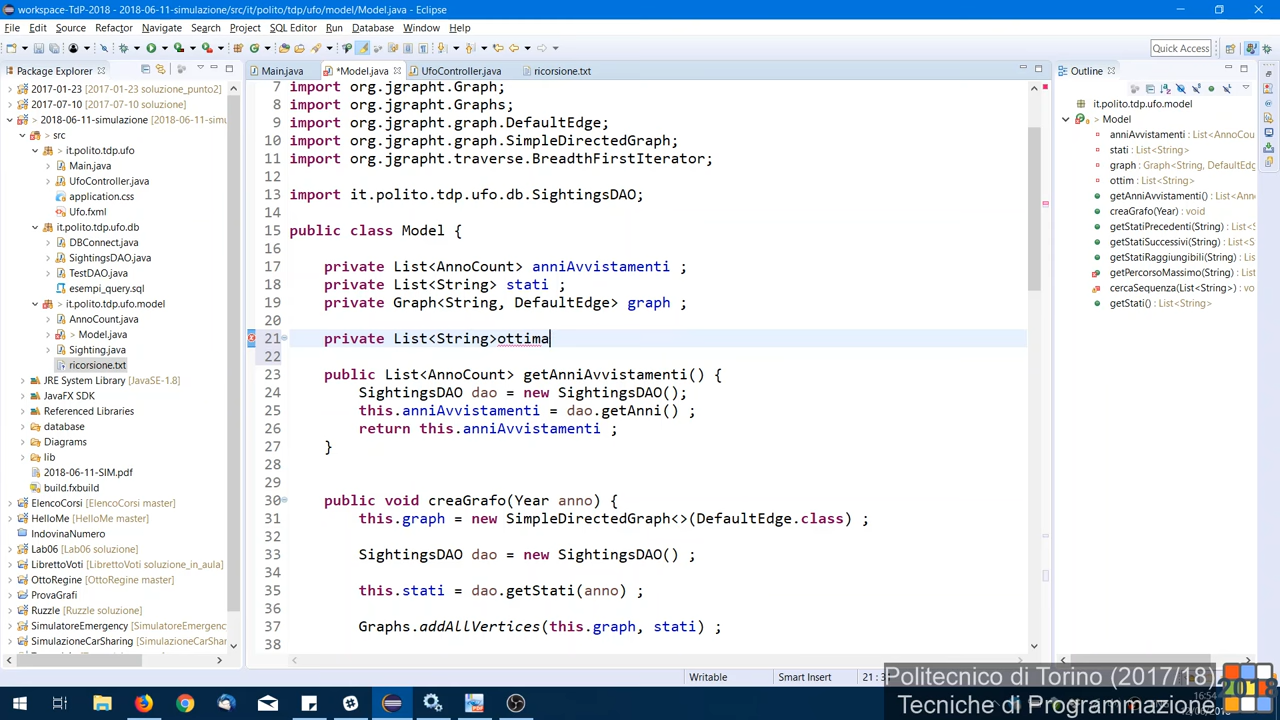 workspace-TdP-2018 - 2018-06-11-simulazione/src/it/polito/tdp/ufo/model/Model.java - Eclipse
File Edit Source Refactor Navigate Search Project SQL Editor Run Database Window Help
Quick Access
Package Explorer
Main.java *Model.java UfoController.java ricorsione.txt
Outline
2017-01-23 [2017-01-23 soluzione_punto2]
2017-07-10 [2017-01-23 soluzione]
2018-06-11-simulazione [2018-06-11-simu
src
it.polito.tdp.ufo
Main.java
UfoController.java
application.css
Ufo.fxml
it.polito.tdp.ufo.db
DBConnect.java
SightingsDAO.java
TestDAO.java
esempi_query.sql
it.polito.tdp.ufo.model
AnnoCount.java
Model.java
Sighting.java
ricorsione.txt
JRE System Library [JavaSE-1.8]
JavaFX SDK
Referenced Libraries
database
Diagrams
lib
2018-06-11-SIM.pdf
build.fxbuild
ElencoCorsi [ElencoCorsi master]
HelloMe [HelloMe master]
IndovinaNumero
Lab06 [Lab06 soluzione]
LibrettoVoti [LibrettoVoti soluzione_in_aula]
OttoRegine [OttoRegine master]
ProvaGrafi
Ruzzle [Ruzzle soluzione]
SimulatoreEmergency [SimulatoreEmergen
SimulazioneCarSharing [SimulazioneCarShar
7 import org.jgrapht.Graph;
8 import org.jgrapht.Graphs;
9 import org.jgrapht.graph.DefaultEdge;
10 import org.jgrapht.graph.SimpleDirectedGraph;
11 import org.jgrapht.traverse.BreadthFirstIterator;
12
13 import it.polito.tdp.ufo.db.SightingsDAO;
14
15 public class Model {
16
17 private List<AnnoCount> anniAvvistamenti ;
18 private List<String> stati ;
19 private Graph<String, DefaultEdge> graph ;
20
21 private List<String>ottima
22
23 public List<AnnoCount> getAnniAvvistamenti() {
24 SightingsDAO dao = new SightingsDAO();
25 this.anniAvvistamenti = dao.getAnni() ;
26 return this.anniAvvistamenti ;
27 }
28
29
30 public void creaGrafo(Year anno) {
31 this.graph = new SimpleDirectedGraph<>(DefaultEdge.class) ;
32
33 SightingsDAO dao = new SightingsDAO() ;
34
35 this.stati = dao.getStati(anno) ;
36
37 Graphs.addAllVertices(this.graph, stati) ;
38
it.polito.tdp.ufo.model
Model
anniAvvistamenti : List<AnnoCou
stati : List<String>
graph : Graph<String, DefaultEdg
ottim : List<String>
getAnniAvvistamenti() : List<Ann
creaGrafo(Year) : void
getStatiPrecedenti(String) : List<S
getStatiSuccessivi(String) : List<St
getStatiRaggiungibili(String) : List
getPercorsoMassimo(String) : List
cercaSequenza(List<String>) : void
getStati() : List<String>
Writable Smart Insert
Politecnico di Torino (2017/18)
Tecniche di Programmazione
2018
16:54